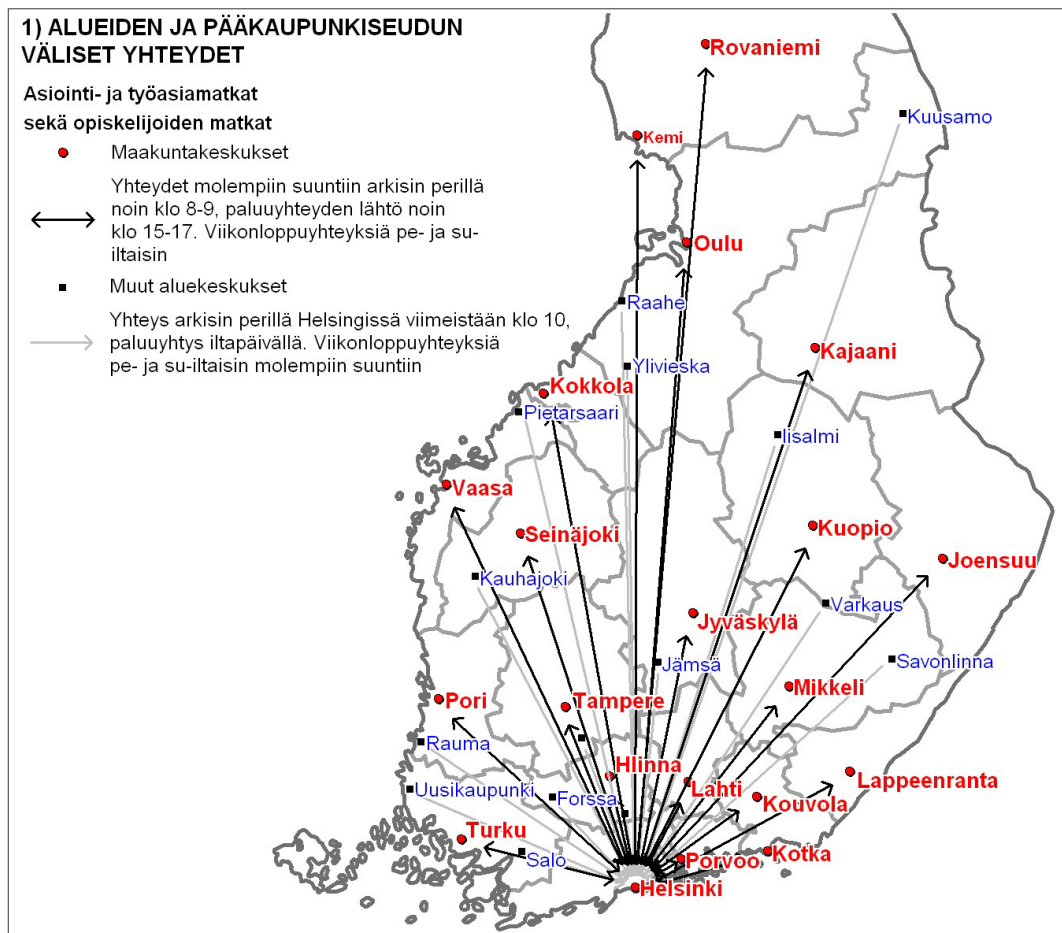 1) ALUEIDEN JA PÄÄKAUPUNKISEUDUN
VÄLISET YHTEYDET
Asiointi- ja työasiamatkat
sekä opiskelijoiden matkat
Maakuntakeskukset
Yhteydet molempiin suuntiin arkisin perillä
noin klo 8-9, paluuyhteyden lähtö noin
klo 15-17. Viikonloppuyhteyksiä pe- ja su-
iltaisin
Muut aluekeskukset
Yhteys arkisin perillä Helsingissä viimeistään klo 10,
paluuyhtys iltapäivällä. Viikonloppuyhteyksiä
pe- ja su-iltaisin molempiin suuntiin
Rovaniemi
Kuusamo
Kemi
Oulu
Raahe
Kajaani
Ylivieska
Kokkola
Pietarsaari
Iisalmi
Vaasa
Seinäjoki
Kuopio
Joensuu
Kauhajoki
Varkaus
Jyväskylä
Jämsä
Savonlinna
Mikkeli
Pori
Tampere
Rauma
Hlinna
Lappeenranta
Uusikaupunki
Forssa
Lahti
Kouvola
Turku
Salo
Porvoo
Kotka
Helsinki